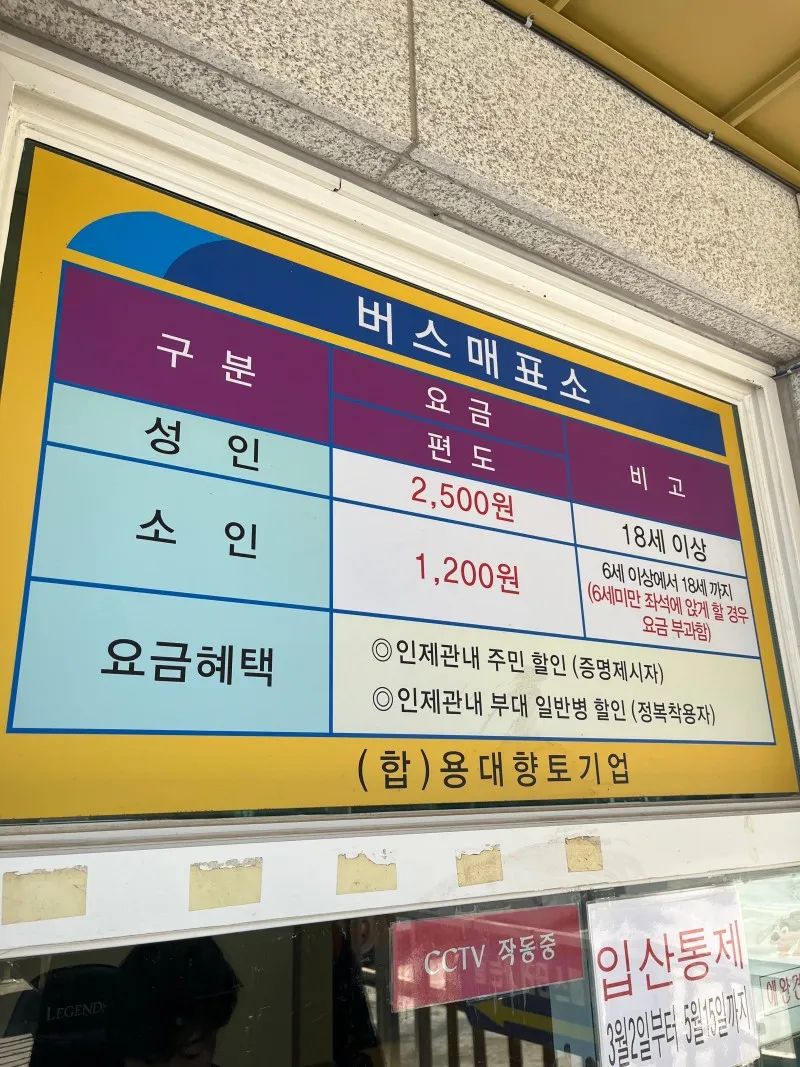 버스매표소
구 분
요 금
편 도
비 고
성 인
2,500원
18세 이상
소 인
1,200원
6세 이상에서 18세 까지
(6세미만 좌석에 앉게 할 경우
요금 부과함)
요금혜택
◎인제관내 주민 할인 (증명제시자)
◎인제관내 부대 일반병 할인 (정복착용자)
(합)용대향토기업
CCTV 작동중
입산통제
3월2일부터 5월15일까지
LEGEND